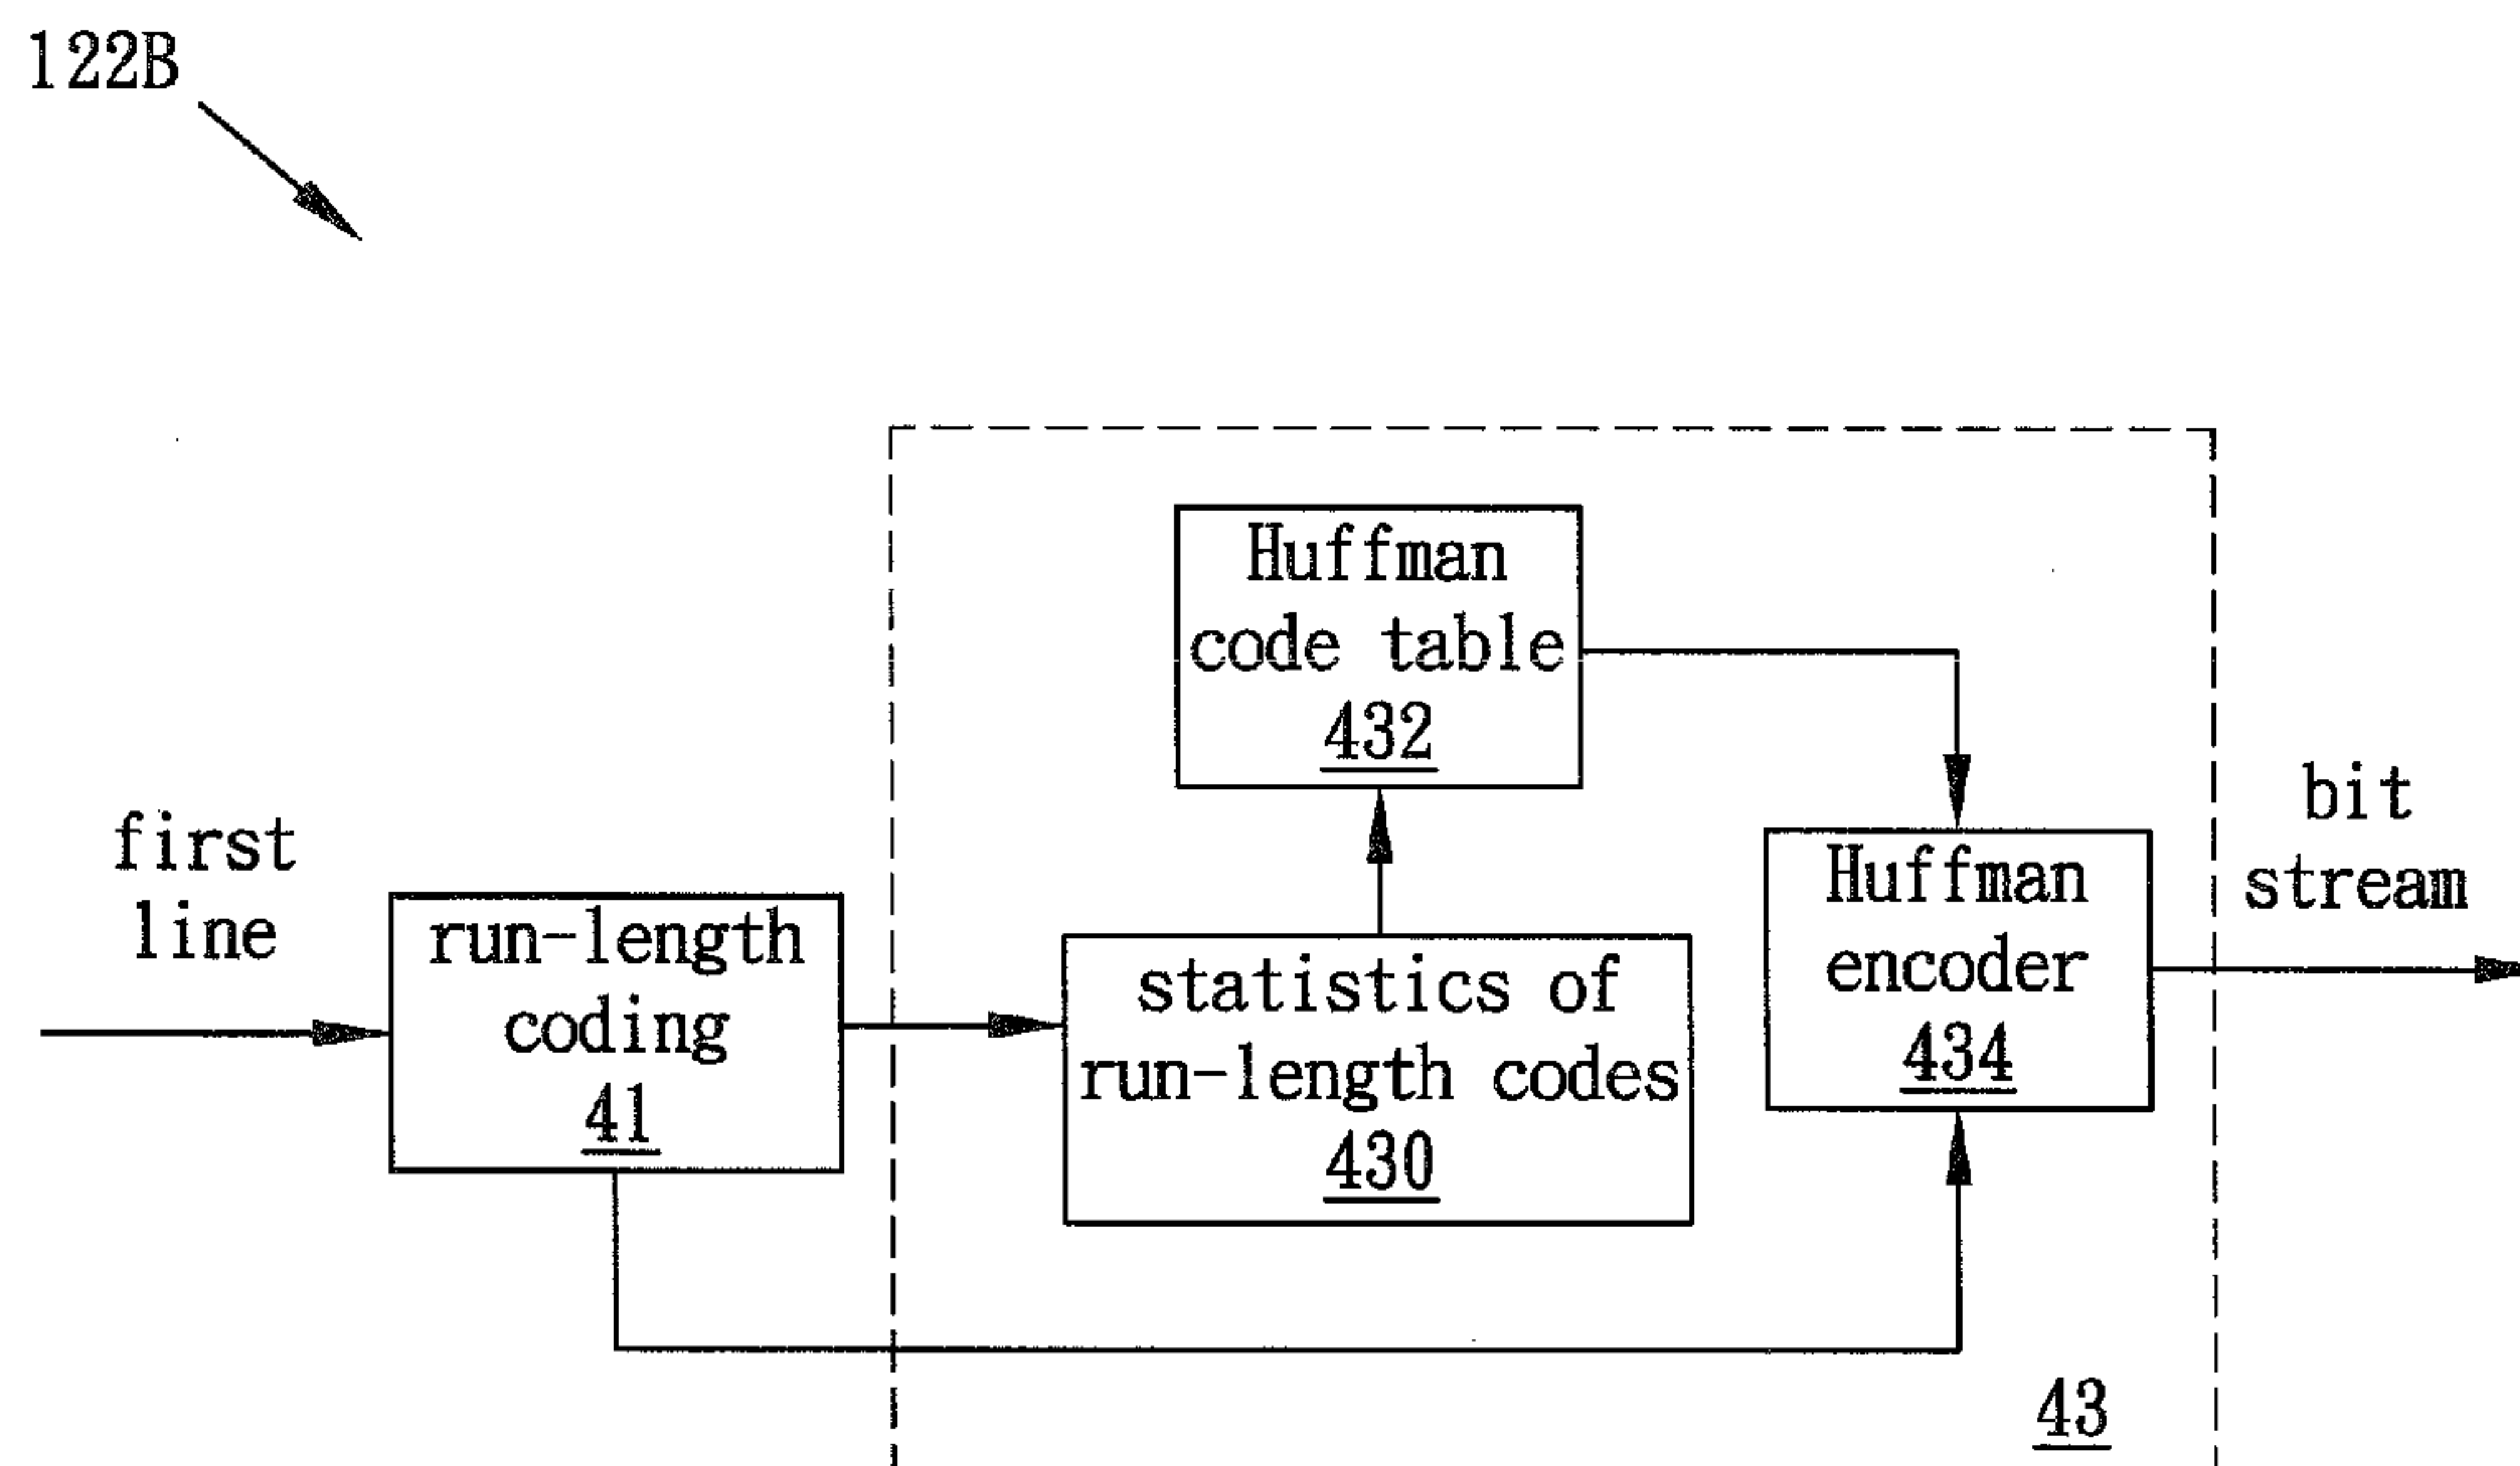 122B
first
line
run-length
coding
41
Huffman
code table
432
statistics of
run-length codes
430
Huffman
encoder
434
bit
stream
43